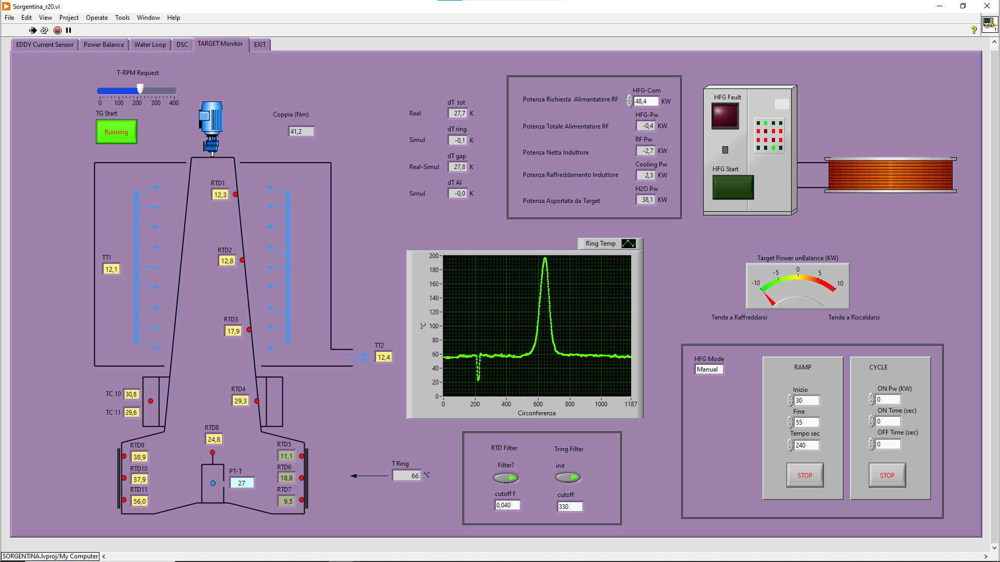 Sorgentina_r20.vi
File Edit View Project Operate Tools Window Help
1
EDDY Current Sensor Power Balance Water Loop DSC TARGET Monitor EXIT
T-RPM Request
0 100 200 300 400
TG Start
Running
Coppia (Nm)
41,2
dT tot
Real 27,7 K
dT ring
Simul -0,1 K
dT gap
Real-Simul 27,8 K
dT Al
Simul -0,0 K
HFG-Com
Potenza Richiesta Alimentatore RF 48,4 KW
HFG-Pw
Potenza Totale Alimentatore RF -0,4 KW
RF Pw
Potenza Netta Induttore -2,7 KW
Cooling Pw
Potenza Raffreddamento Induttore 2,3 KW
H2O Pw
Potenza Asportata da Target 38,1 KW
HFG Fault
HFG Start
RTD1
12,3
RTD2
12,8
TT1
12,1
RTD3
17,9
TT2
12,4
TC 10 30,8
TC 11 29,6
RTD4
29,3
RTD8
24,8
RTD9
38,9
RTD10
37,9
RTD11
56,0
PT-T
27
RTD5
-11,1
RTD6
18,8
RTD7
9,5
T Ring
66 °C
Ring Temp
200
180
160
140
120
100
80
60
40
20
0
°C
0 200 400 600 800 1000 1187
Circonferenza
RTD Filter
Filter?
cutoff f
0,040
Tring Filter
init
cutoff
330
Target Power unBalance (KW)
-10 -5 0 5 10
Tende a Raffreddarsi Tende a Riscaldarsi
HFG Mode
Manual
RAMP
Inizio
30
Fine
55
Tempo sec
240
STOP
CYCLE
ON Pw (KW)
0
ON Time (sec)
0
OFF Time (sec)
0
STOP
SORGENTINA.lvproj/My Computer